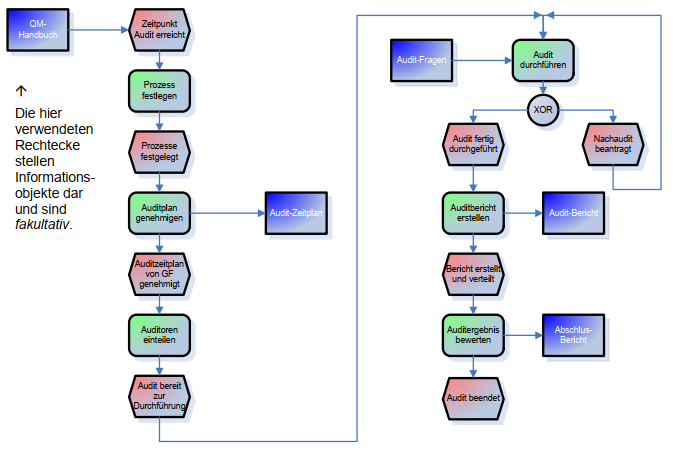 QM-
Handbuch
Zeitpunkt
Audit erreicht
Die hier
verwendeten
Rechtecke
stellen
Informations-
objekte dar
und sind
fakultativ.
Prozess
festlegen
Prozesse
festgelegt
Auditplan
genehmigen
Audit-Zeitplan
Auditzeitplan
von GF
genehmigt
Auditoren
einteilen
Audit bereit
zur
Durchführung
Audit-Fragen
Audit
durchführen
XOR
Audit fertig
durchgeführt
Nachaudit
beantragt
Auditbericht
erstellen
Audit-Bericht
Bericht erstellt
und verteilt
Auditergebnis
bewerten
Abschlus-
Bericht
Audit beendet